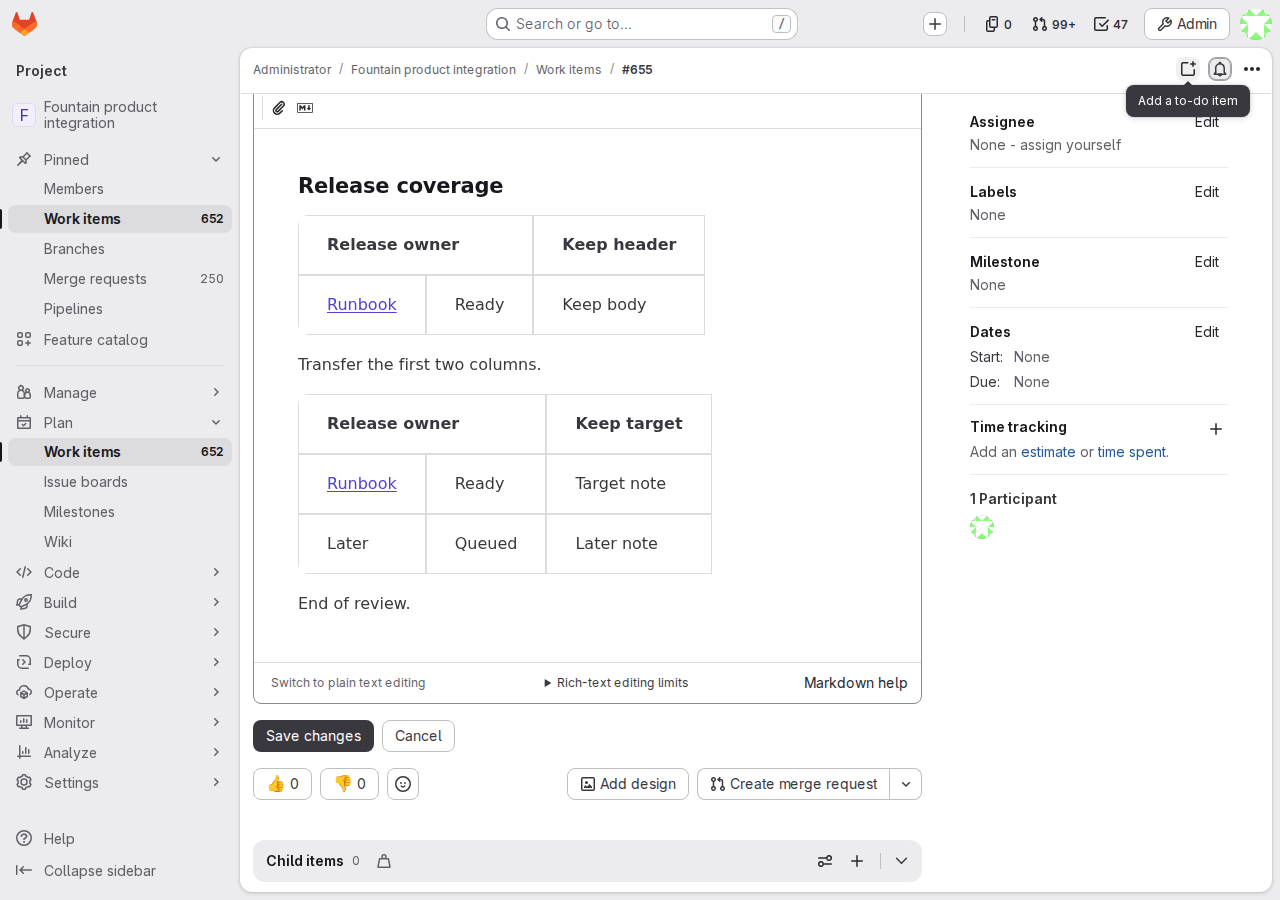 Search or go to...
/
0
99+
47
Admin
Project
F
Fountain product integration
Pinned
Members
Work items 652
Branches
Merge requests 250
Pipelines
Feature catalog
Manage
Plan
Work items 652
Issue boards
Milestones
Wiki
Code
Build
Secure
Deploy
Operate
Monitor
Analyze
Settings
Help
Collapse sidebar
Administrator / Fountain product integration / Work items / #655
Add a to-do item
Release coverage
Release owner Keep header
Runbook Ready Keep body
Transfer the first two columns.
Release owner Keep target
Runbook Ready Target note
Later Queued Later note
End of review.
Switch to plain text editing
Rich-text editing limits
Markdown help
Save changes
Cancel
0
0
Add design
Create merge request
Child items 0
Assignee Edit
None - assign yourself
Labels Edit
None
Milestone Edit
None
Dates Edit
Start: None
Due: None
Time tracking
Add an estimate or time spent.
1 Participant